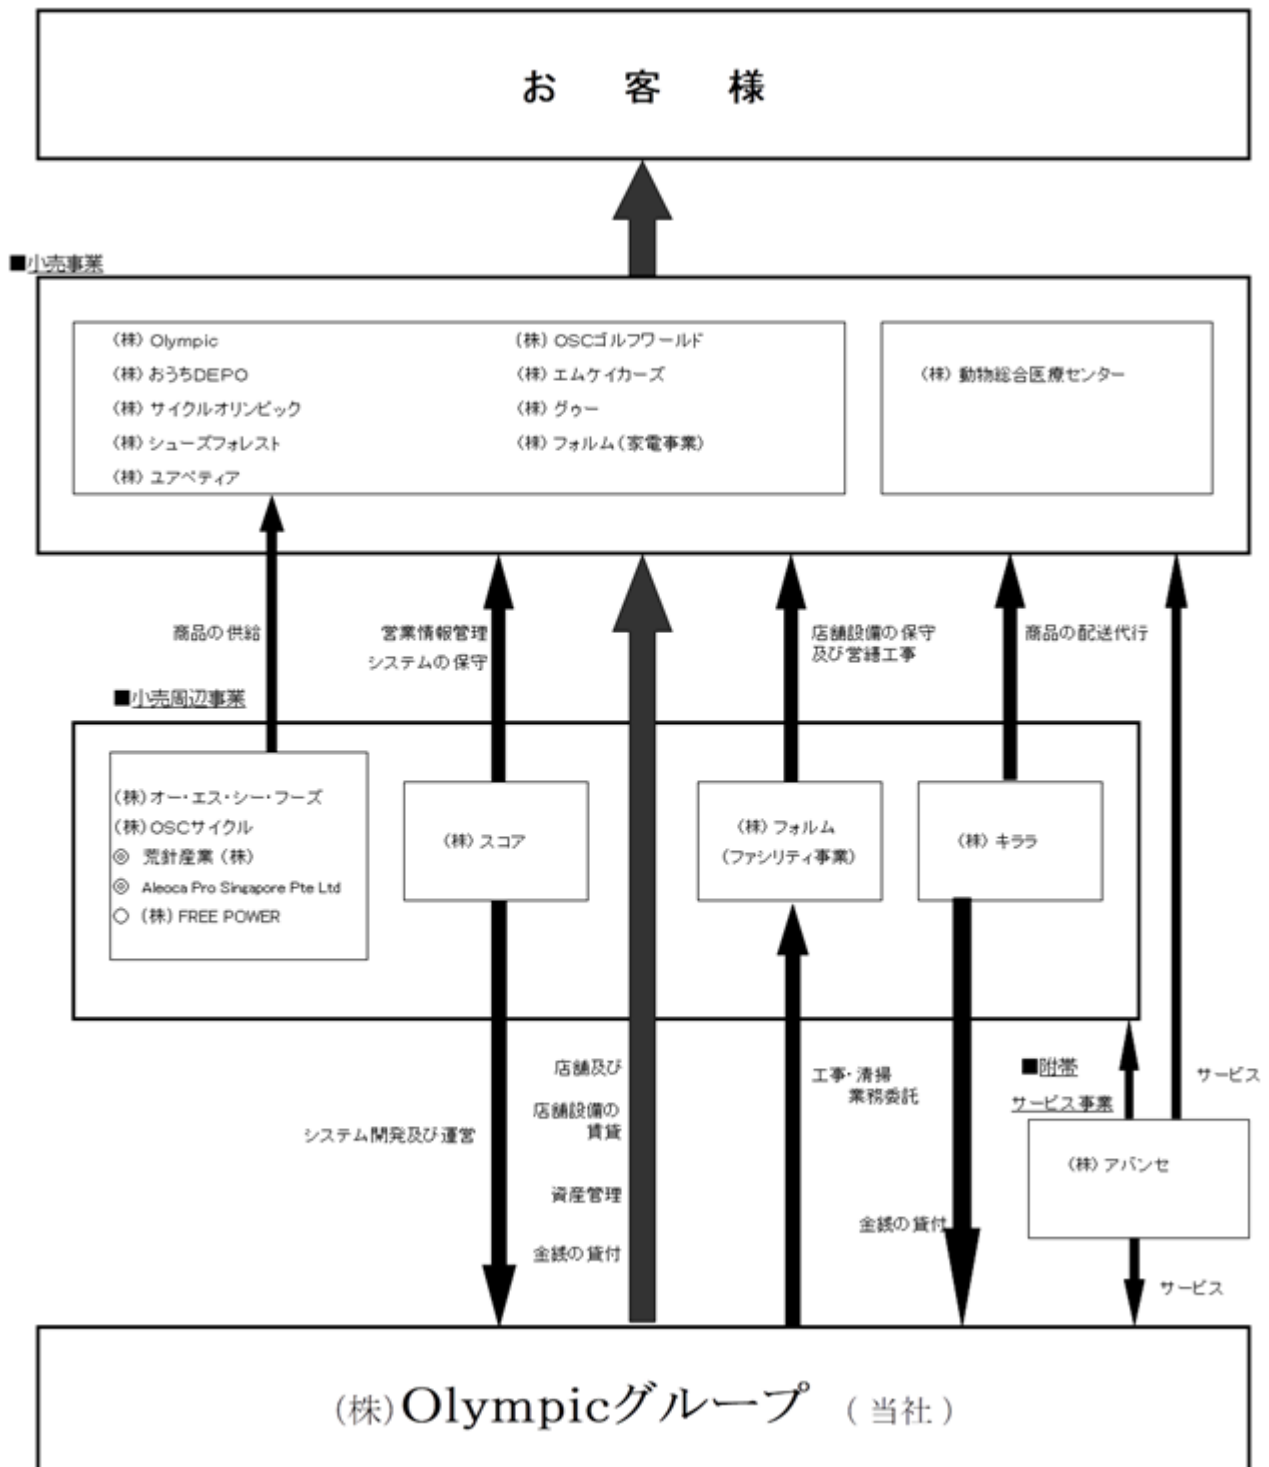 お 客 様
■小売事業
(株) Olympic
(株) おうちDEPO
(株) サイクルオリンピック
(株) シューズフォレスト
(株) ユアペティア
(株) OSCゴルフワールド
(株) エムケイカーズ
(株) グゥー
(株) フォルム(家電事業)
(株) 動物総合医療センター
商品の供給
営業情報管理
システムの保守
店舗設備の保守
及び営繕工事
商品の配送代行
■小売周辺事業
(株) オー・エス・シー・フーズ
(株) OSCサイクル
◎ 荒針産業 (株)
◎ Aleoca Pro Singapore Pte Ltd
○ (株) FREE POWER
(株) スコア
(株) フォルム
(ファシリティ事業)
(株) キララ
システム開発及び運営
店舗及び
店舗設備の
賃貸
資産管理
金銭の貸付
工事・清掃
業務委託
金銭の貸付
■附帯
サービス事業
サービス
(株) アバンセ
サービス
(株)Olympicグループ ( 当社 )